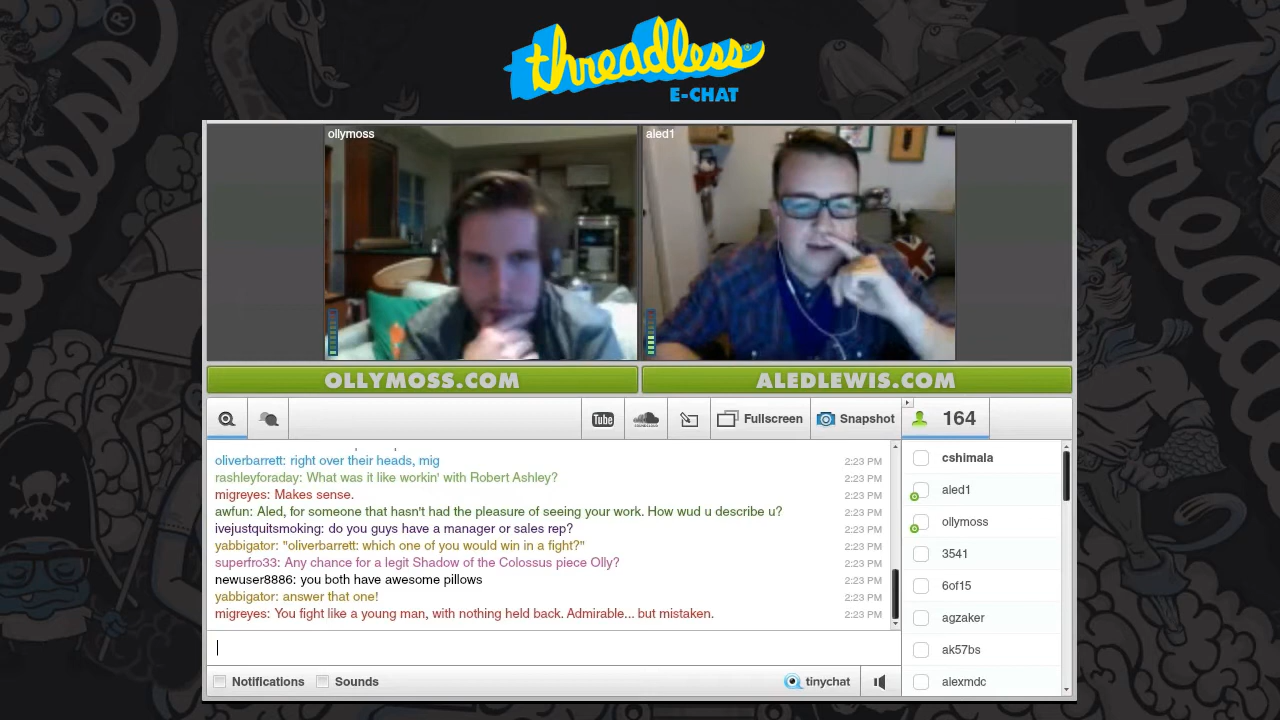 threadless®
E-CHAT
ollymoss
aled1
OLLYMOSS.COM
ALEDLEWIS.COM
YouTube
SOUNDCLOUD
Fullscreen
Snapshot
164
oliverbarrett: right over their heads, mig 2:23 PM
rashleyforaday: What was it like workin' with Robert Ashley? 2:23 PM
migreyes: Makes sense. 2:23 PM
awfun: Aled, for someone that hasn't had the pleasure of seeing your work. How wud u describe u? 2:23 PM
ivejustquitsmoking: do you guys have a manager or sales rep? 2:23 PM
yabbigator: "oliverbarrett: which one of you would win in a fight?" 2:23 PM
superfro33: Any chance for a legit Shadow of the Colossus piece Olly? 2:23 PM
newuser8886: you both have awesome pillows 2:23 PM
yabbigator: answer that one! 2:23 PM
migreyes: You fight like a young man, with nothing held back. Admirable... but mistaken. 2:23 PM
cshimala
aled1
ollymoss
3541
6of15
agzaker
ak57bs
alexmdc
Notifications
Sounds
tinychat